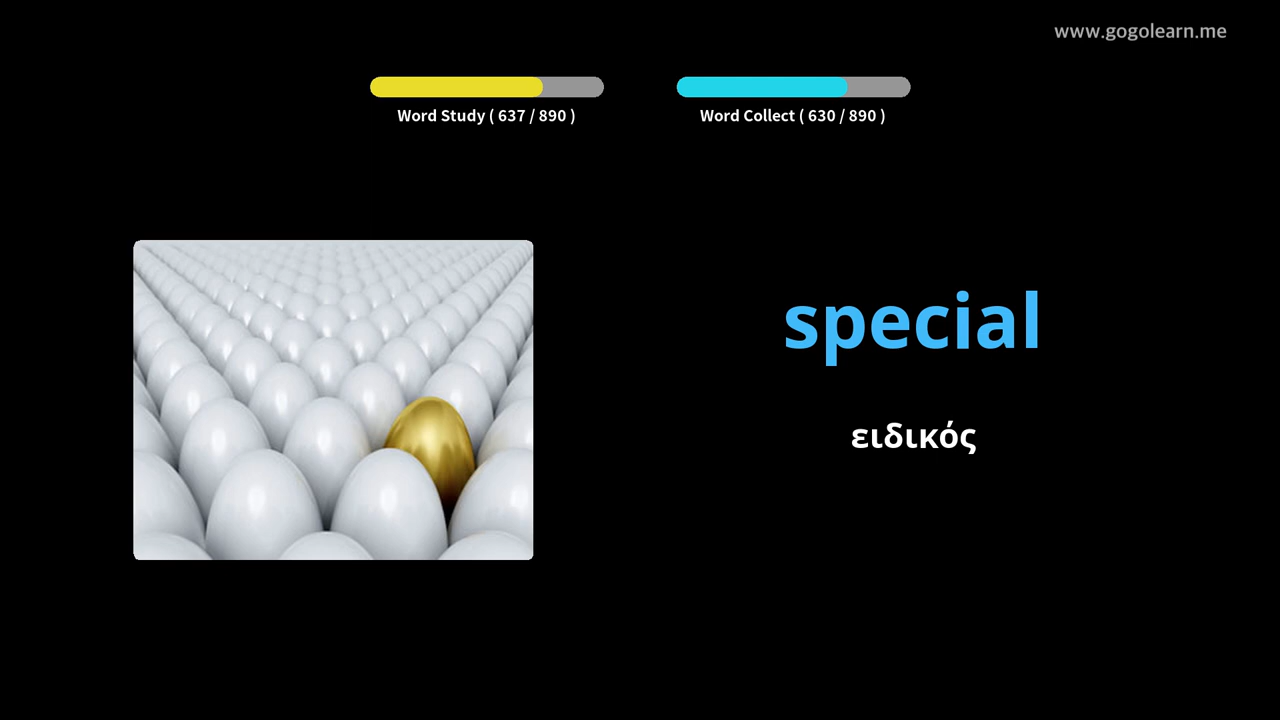 www.gogolearn.me
Word Study ( 637 / 890 )
Word Collect ( 630 / 890 )
special
ειδικός